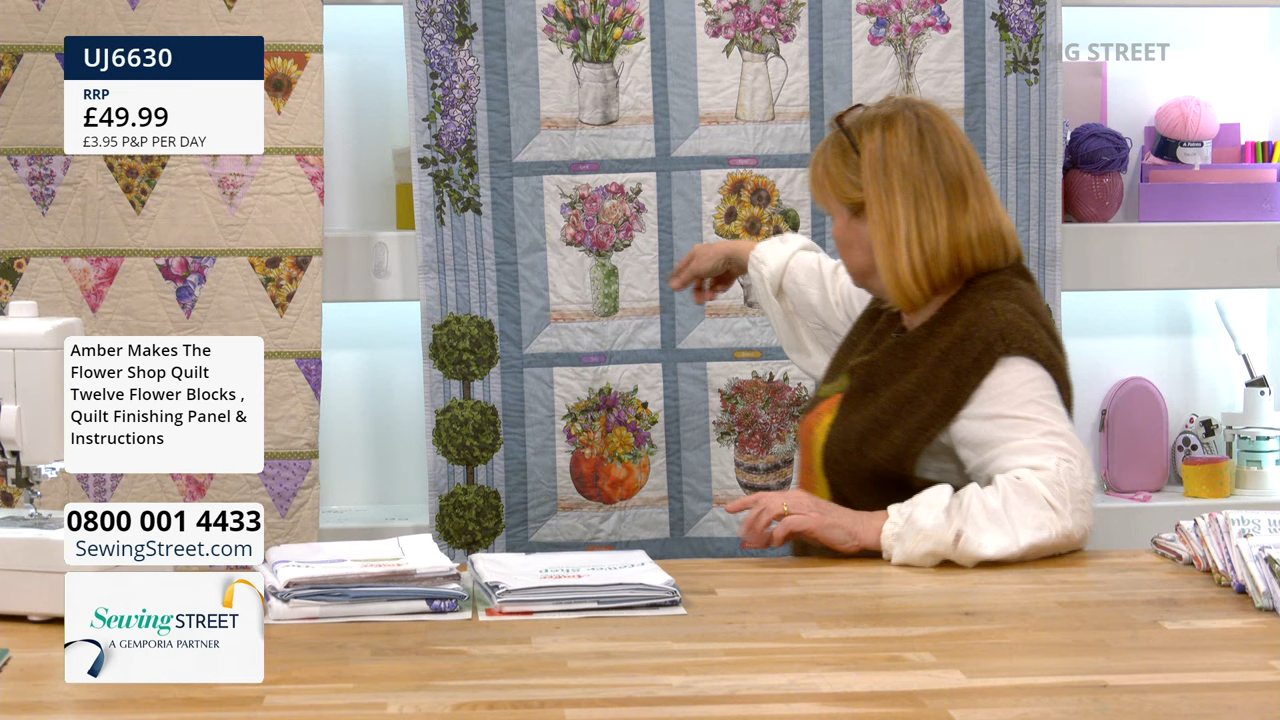 UJ6630
RRP
£49.99
£3.95 P&P PER DAY
Amber Makes The
Flower Shop Quilt
Twelve Flower Blocks ,
Quilt Finishing Panel &
Instructions
0800 001 4433
SewingStreet.com
Sewing STREET
A GEMPORIA PARTNER
WING STREET